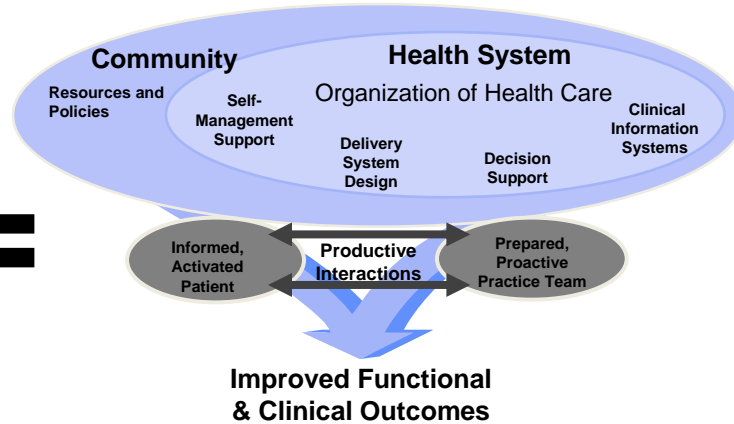 Community
Health System
Resources and
Policies
Organization of Health Care
Self-
Management
Support
Delivery
System
Design
Decision
Support
Clinical
Information
Systems
Informed,
Activated
Patient
Productive
Interactions
Prepared,
Proactive
Practice Team
Improved Functional
& Clinical Outcomes